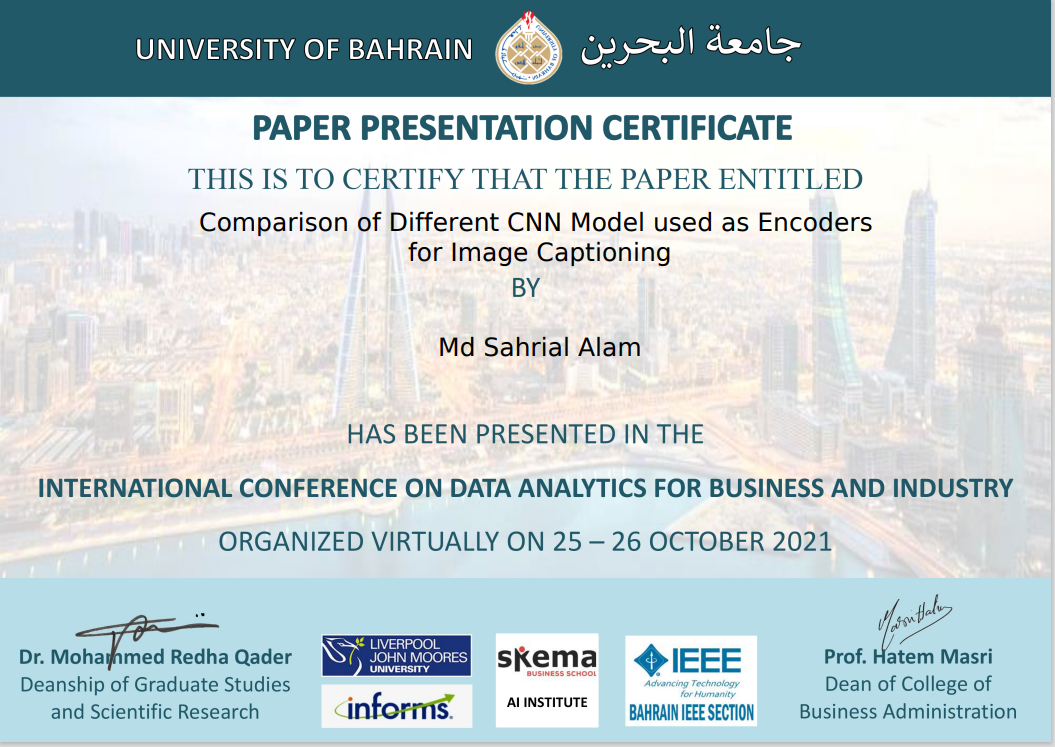 UNIVERSITY OF BAHRAIN جامعة البحرين
PAPER PRESENTATION CERTIFICATE
THIS IS TO CERTIFY THAT THE PAPER ENTITLED
Comparison of Different CNN Model used as Encoders
for Image Captioning
BY
Md Sahrial Alam
HAS BEEN PRESENTED IN THE
INTERNATIONAL CONFERENCE ON DATA ANALYTICS FOR BUSINESS AND INDUSTRY
ORGANIZED VIRTUALLY ON 25 – 26 OCTOBER 2021
Dr. Mohammed Redha Qader
Deanship of Graduate Studies
and Scientific Research
LIVERPOOL
JOHN MOORES
UNIVERSITY
informs.
skema
BUSINESS SCHOOL
AI INSTITUTE
IEEE
Advancing Technology
for Humanity
BAHRAIN IEEE SECTION
Prof. Hatem Masri
Dean of College of
Business Administration